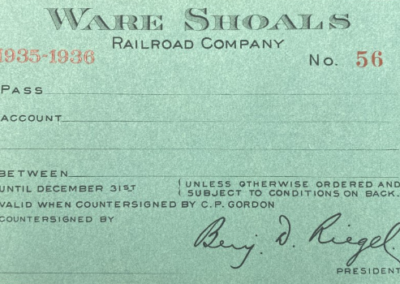 WARE SHOALS
RAILROAD COMPANY
1935-1936 No. 56
PASS
ACCOUNT
BETWEEN
UNTIL DECEMBER 31ST { UNLESS OTHERWISE ORDERED AND
SUBJECT TO CONDITIONS ON BACK.
VALID WHEN COUNTERSIGNED BY C. P. GORDON
COUNTERSIGNED BY
Benj. D. Riegel.
PRESIDENT